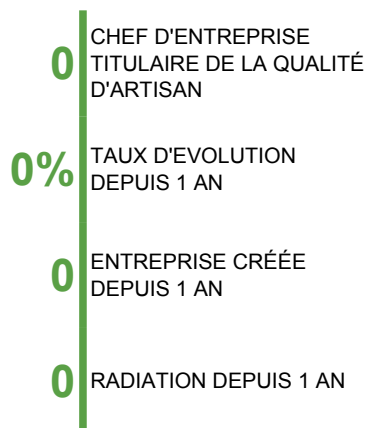 0
CHEF D'ENTREPRISE
TITULAIRE DE LA QUALITÉ
D'ARTISAN
0%
TAUX D'EVOLUTION
DEPUIS 1 AN
0
ENTREPRISE CRÉÉE
DEPUIS 1 AN
0
RADIATION DEPUIS 1 AN